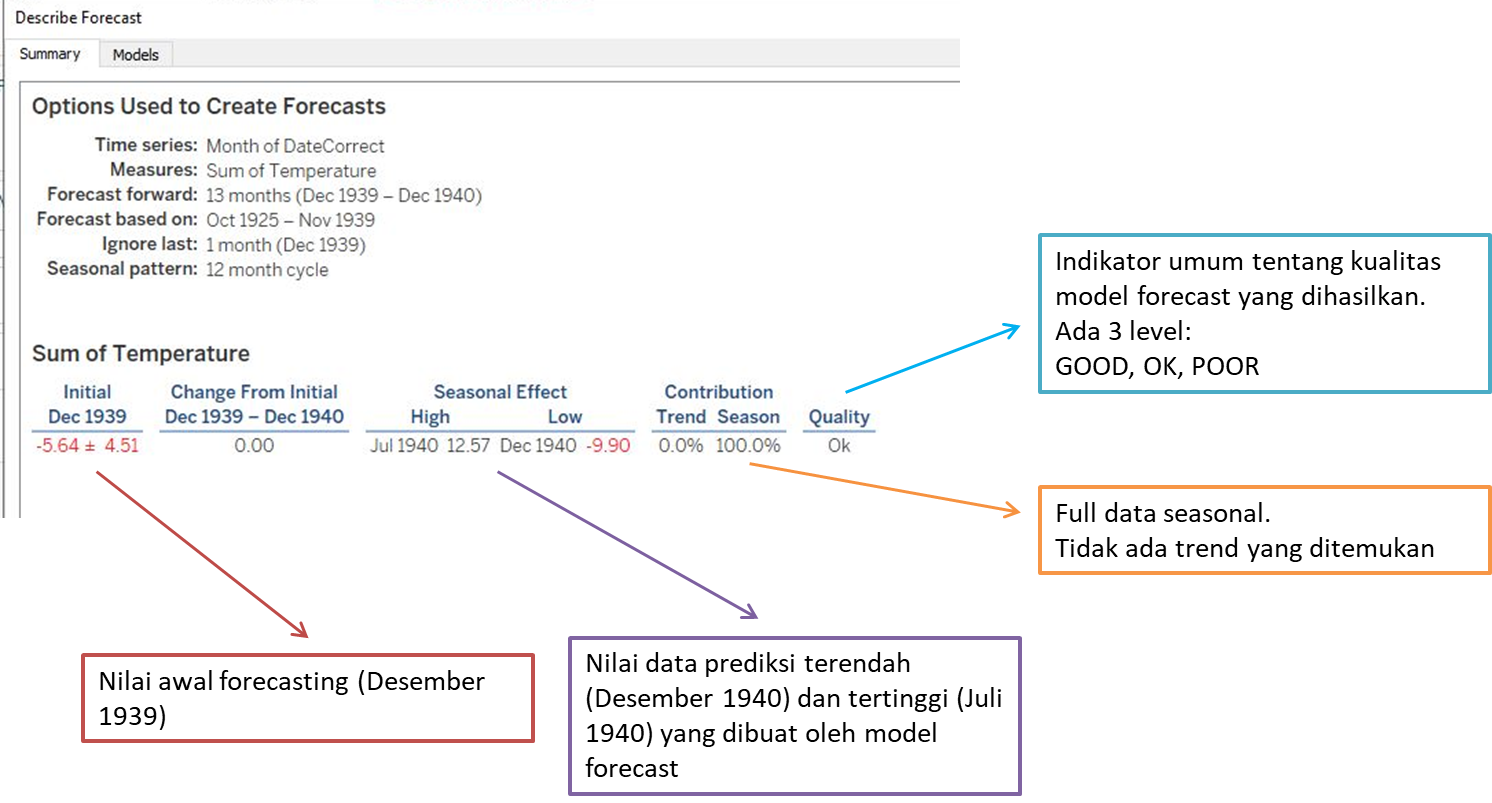 Describe Forecast
Summary Models
Options Used to Create Forecasts
Time series: Month of DateCorrect
Measures: Sum of Temperature
Forecast forward: 13 months (Dec 1939 – Dec 1940)
Forecast based on: Oct 1925 – Nov 1939
Ignore last: 1 month (Dec 1939)
Seasonal pattern: 12 month cycle
Sum of Temperature
Initial Change From Initial Seasonal Effect Contribution
Dec 1939 Dec 1939 – Dec 1940 High Low Trend Season Quality
-5.64 ± 4.51 0.00 Jul 1940 12.57 Dec 1940 -9.90 0.0% 100.0% Ok
Indikator umum tentang kualitas
model forecast yang dihasilkan.
Ada 3 level:
GOOD, OK, POOR
Full data seasonal.
Tidak ada trend yang ditemukan
Nilai awal forecasting (Desember
1939)
Nilai data prediksi terendah
(Desember 1940) dan tertinggi (Juli
1940) yang dibuat oleh model
forecast